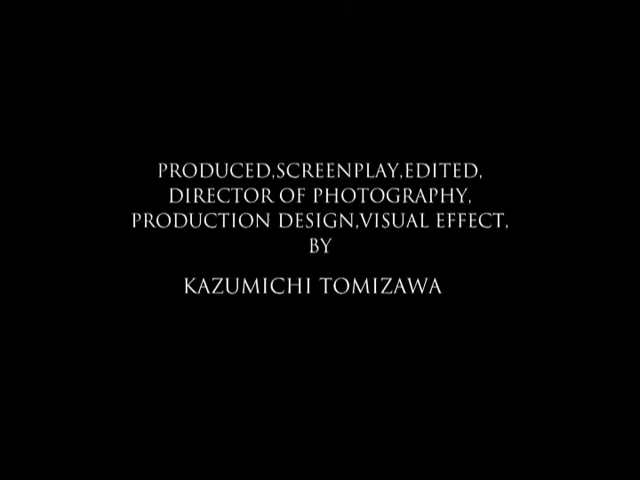 PRODUCED,SCREENPLAY,EDITED,
DIRECTOR OF PHOTOGRAPHY,
PRODUCTION DESIGN,VISUAL EFFECT,
BY
KAZUMICHI TOMIZAWA